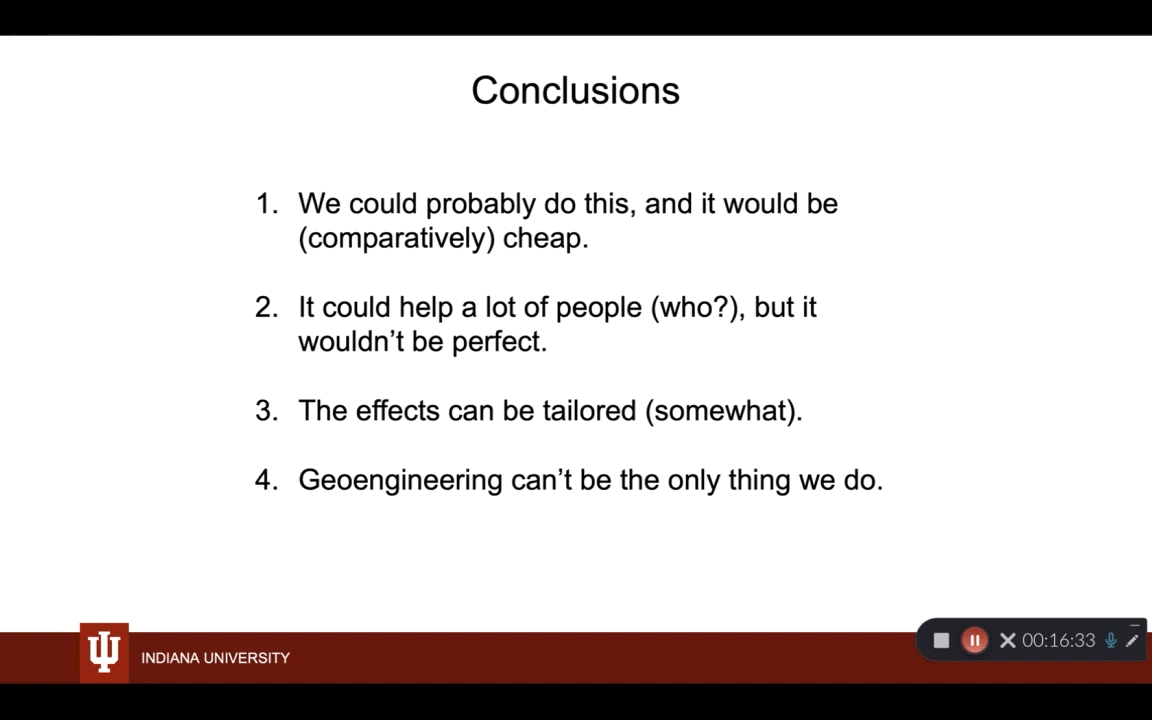 Conclusions
1. We could probably do this, and it would be
(comparatively) cheap.
2. It could help a lot of people (who?), but it
wouldn’t be perfect.
3. The effects can be tailored (somewhat).
4. Geoengineering can’t be the only thing we do.
INDIANA UNIVERSITY
00:16:33